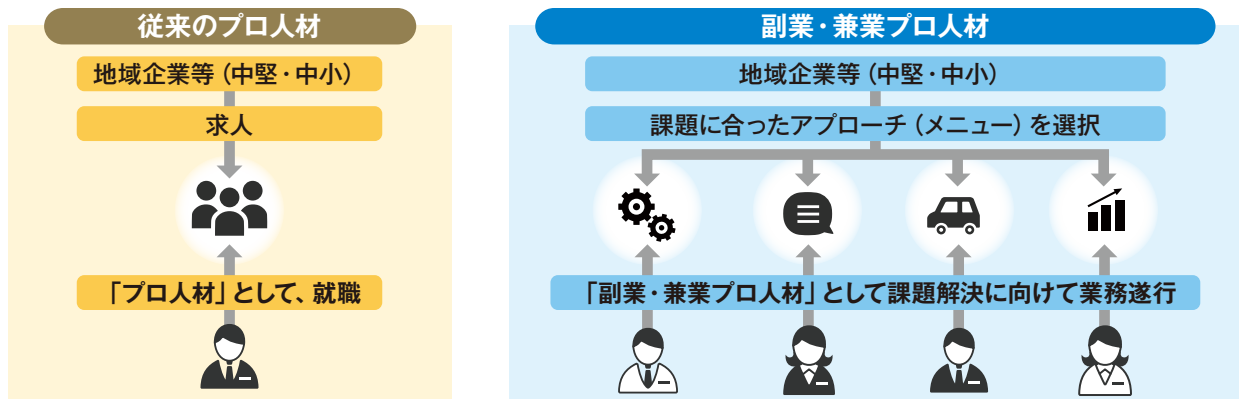 従来のプロ人材
地域企業等（中堅・中小）
求人
「プロ人材」として、就職
副業・兼業プロ人材
地域企業等（中堅・中小）
課題に合ったアプローチ（メニュー）を選択
「副業・兼業プロ人材」として課題解決に向けて業務遂行